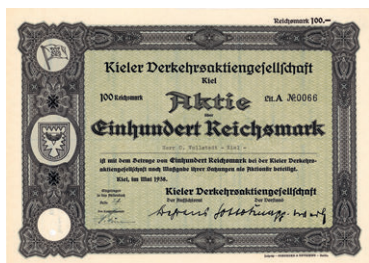 Reichsmark 100.—
Kieler Verkehrsaktiengesellschaft
Kiel
100 Reichsmark
Aktie
Lit. A №0066
über
Einhundert Reichsmark
- Kiel -
ist mit dem Betrage von Einhundert Reichsmark bei der Kieler Verkehrs-
aktiengesellschaft nach Maßgabe ihrer Satzungen als Aktionär beteiligt.
Kiel, im Mai 1936.
Kieler Verkehrsaktiengesellschaft
Der Aufsichtsrat
Der Vorstand